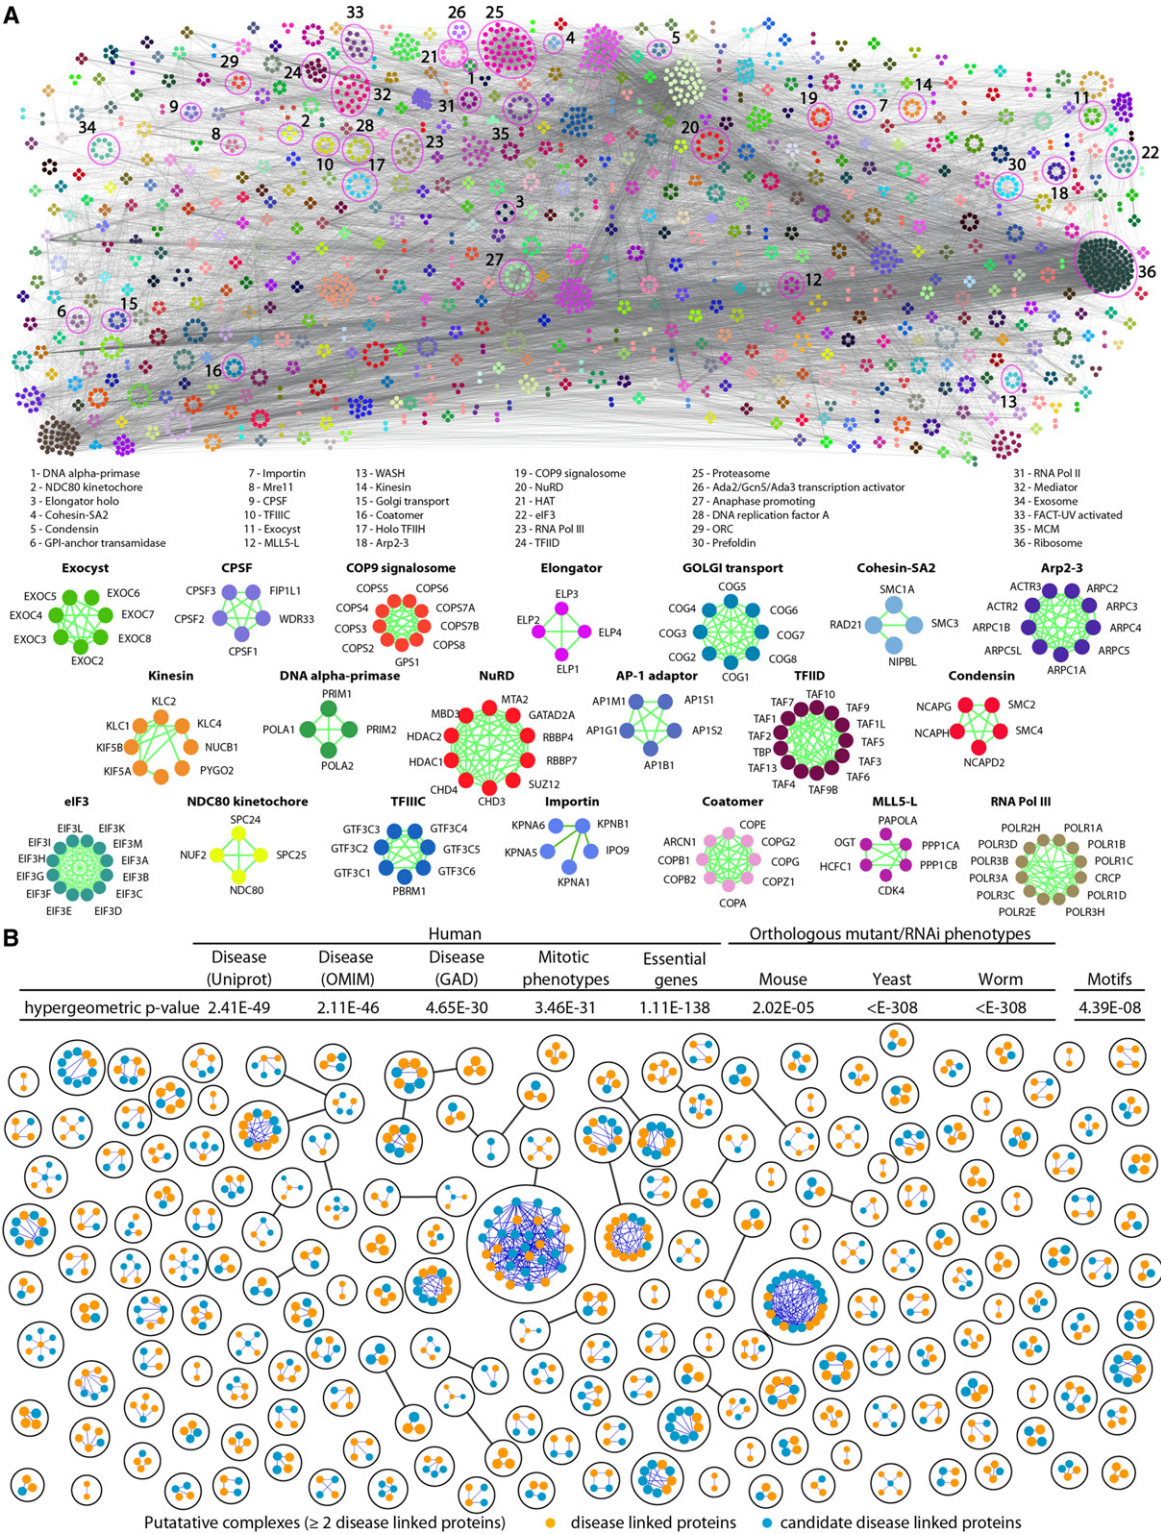 A
33
26
25
4
5
21
29
24
1
14
11
9
32
31
19
7
34
2
8
28
35
20
22
10
23
30
17
18
3
27
36
12
6
15
16
13
1- DNA alpha-primase
2 - NDC80 kinetochore
3 - Elongator holo
4 - Cohesin-SA2
5 - Condensin
6 - GPI-anchor transamidase
7 - Importin
8 - Mre11
9 - CPSF
10 - TFIIIC
11 - Exocyst
12 - MLL5-L
13 - WASH
14 - Kinesin
15 - Golgi transport
16 - Coatomer
17 - Holo TFIIH
18 - Arp2-3
19 - COP9 signalosome
20 - NuRD
21 - HAT
22 - eIF3
23 - RNA Pol III
24 - TFIID
25 - Proteasome
26 - Ada2/Gcn5/Ada3 transcription activator
27 - Anaphase promoting
28 - DNA replication factor A
29 - ORC
30 - Prefoldin
31 - RNA Pol II
32 - Mediator
34 - Exosome
33 - FACT-UV activated
35 - MCM
36 - Ribosome
Exocyst
EXOC5
EXOC6
EXOC4
EXOC7
EXOC3
EXOC8
EXOC2
CPSF
CPSF3
FIP1L1
CPSF2
WDR33
CPSF1
COP9 signalosome
COPS5
COPS6
COPS4
COPS7A
COPS3
COPS7B
COPS2
COPS8
GPS1
Elongator
ELP3
ELP2
ELP4
ELP1
GOLGI transport
COG5
COG4
COG6
COG3
COG7
COG2
COG8
COG1
Cohesin-SA2
SMC1A
RAD21
SMC3
NIPBL
Arp2-3
ACTR3
ARPC2
ACTR2
ARPC3
ARPC1B
ARPC4
ARPC5L
ARPC5
ARPC1A
Kinesin
KLC2
KLC1
KLC4
KIF5B
NUCB1
KIF5A
PYGO2
DNA alpha-primase
PRIM1
POLA1
PRIM2
POLA2
NuRD
MTA2
MBD3
GATAD2A
HDAC2
RBBP4
HDAC1
RBBP7
CHD4
SUZ12
CHD3
AP-1 adaptor
AP1M1
AP1S1
AP1G1
AP1S2
AP1B1
TFIID
TAF10
TAF7
TAF9
TAF1
TAF1L
TAF2
TAF5
TBP
TAF3
TAF13
TAF6
TAF4
TAF9B
Condensin
NCAPG
SMC2
NCAPH
SMC4
NCAPD2
eIF3
EIF3L
EIF3K
EIF3I
EIF3M
EIF3H
EIF3A
EIF3G
EIF3B
EIF3F
EIF3C
EIF3E
EIF3D
NDC80 kinetochore
SPC24
NUF2
SPC25
NDC80
TFIIIC
GTF3C3
GTF3C4
GTF3C2
GTF3C5
GTF3C1
GTF3C6
PBRM1
Importin
KPNA6
KPNB1
KPNA5
IPO9
KPNA1
Coatomer
COPE
ARCN1
COPG2
COPB1
COPG
COPB2
COPZ1
COPA
MLL5-L
PAPOLA
OGT
PPP1CA
HCFC1
PPP1CB
CDK4
RNA Pol III
POLR2H
POLR1A
POLR3D
POLR1B
POLR3B
POLR1C
POLR3A
CRCP
POLR3C
POLR1D
POLR2E
POLR3H
B
Human
Orthologous mutant/RNAi phenotypes
Disease (Uniprot)
Disease (OMIM)
Disease (GAD)
Mitotic phenotypes
Essential genes
Mouse
Yeast
Worm
Motifs
hypergeometric p-value 2.41E-49 2.11E-46 4.65E-30 3.46E-31 1.11E-138 2.02E-05 <E-308 <E-308 4.39E-08
Putatative complexes (≥ 2 disease linked proteins) disease linked proteins candidate disease linked proteins